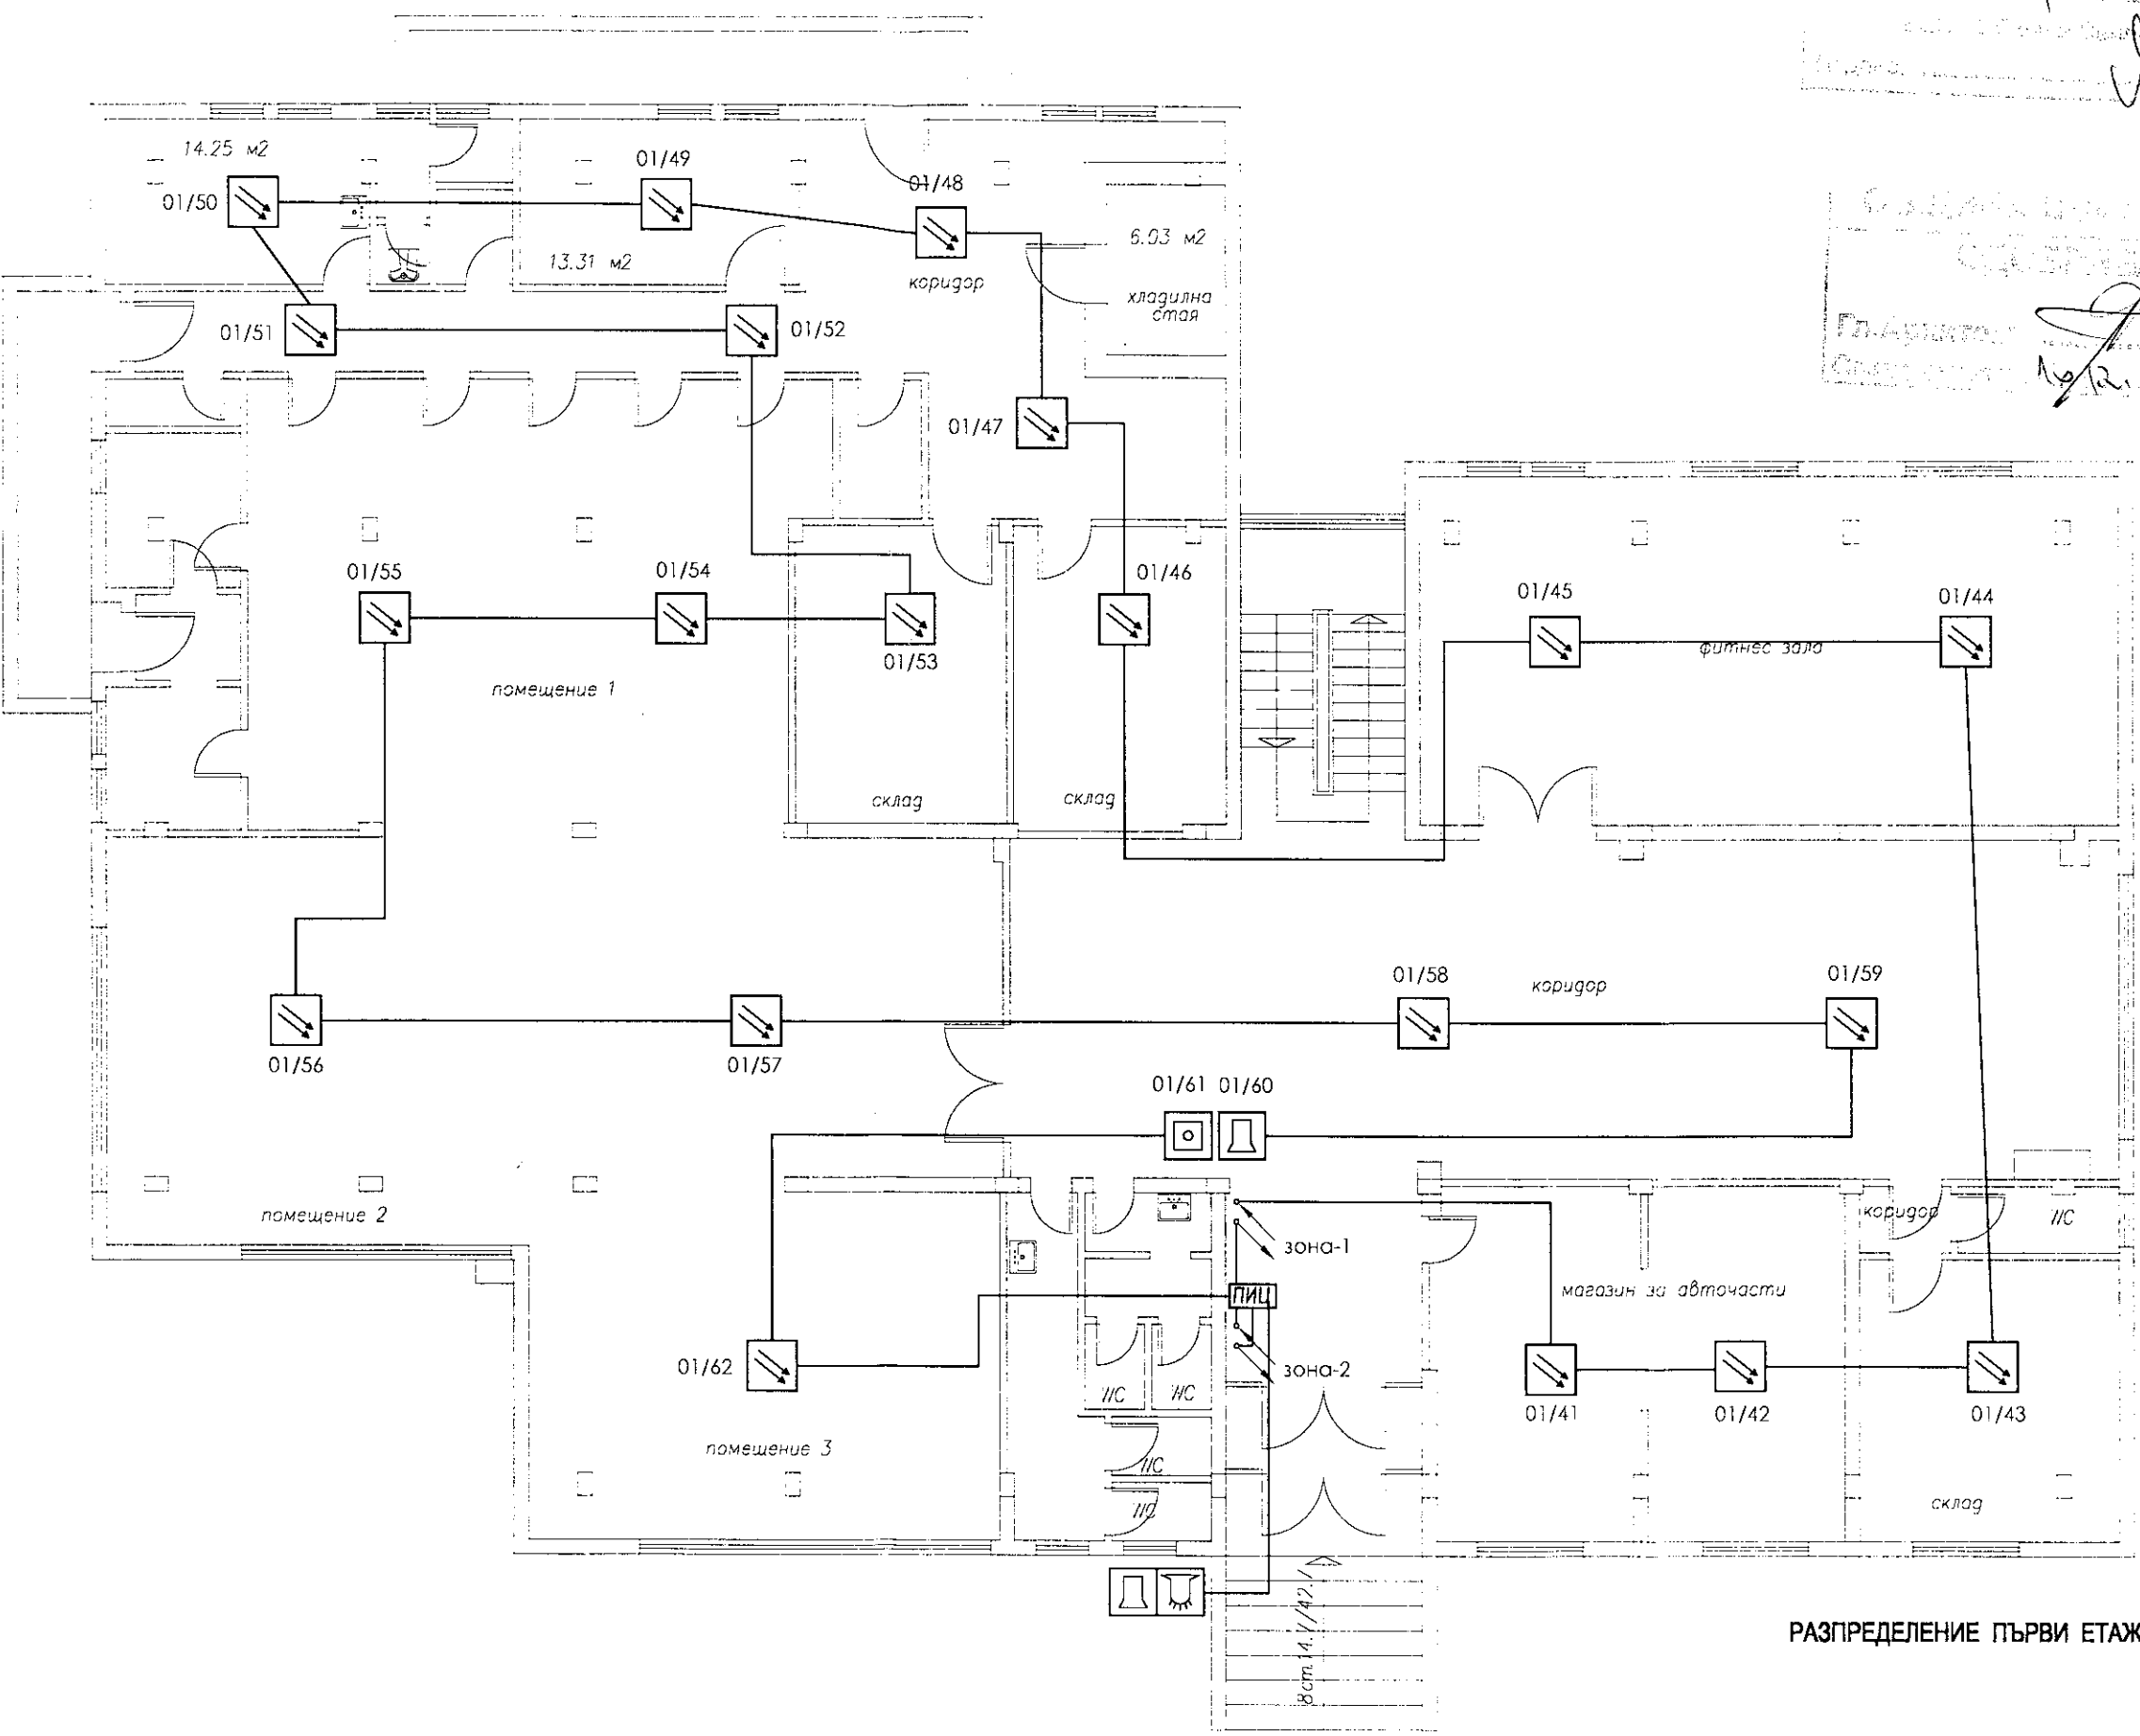 14.25 м2
01/49
01/48
01/50
6.03 м2
13.31 м2
коридор
хладилна
стая
01/51
01/52
01/47
01/55
01/54
01/46
01/45
01/44
фитнес зала
01/53
помещение 1
склад
склад
01/58
коридор
01/59
01/56
01/57
01/61 01/60
помещение 2
коридор
WC
зона-1
ПИЦ
магазин за авточасти
01/62
зона-2
WC
WC
01/41
01/42
01/43
помещение 3
WC
WC
склад
РАЗПРЕДЕЛЕНИЕ ПЪРВИ ЕТАЖ